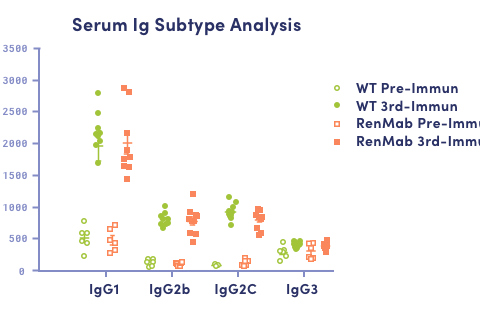 Serum Ig Subtype Analysis
3500
3000
2500
2000
1500
1000
500
0
WT Pre-Immun
WT 3rd-Immun
RenMab Pre-Immu
RenMab 3rd-Immu
IgG1 IgG2b IgG2C IgG3